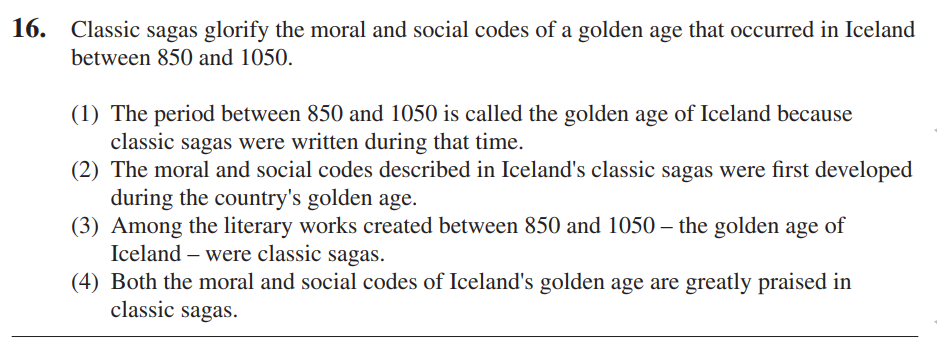 16. Classic sagas glorify the moral and social codes of a golden age that occurred in Iceland
between 850 and 1050.
(1) The period between 850 and 1050 is called the golden age of Iceland because
classic sagas were written during that time.
(2) The moral and social codes described in Iceland's classic sagas were first developed
during the country's golden age.
(3) Among the literary works created between 850 and 1050 – the golden age of
Iceland – were classic sagas.
(4) Both the moral and social codes of Iceland's golden age are greatly praised in
classic sagas.